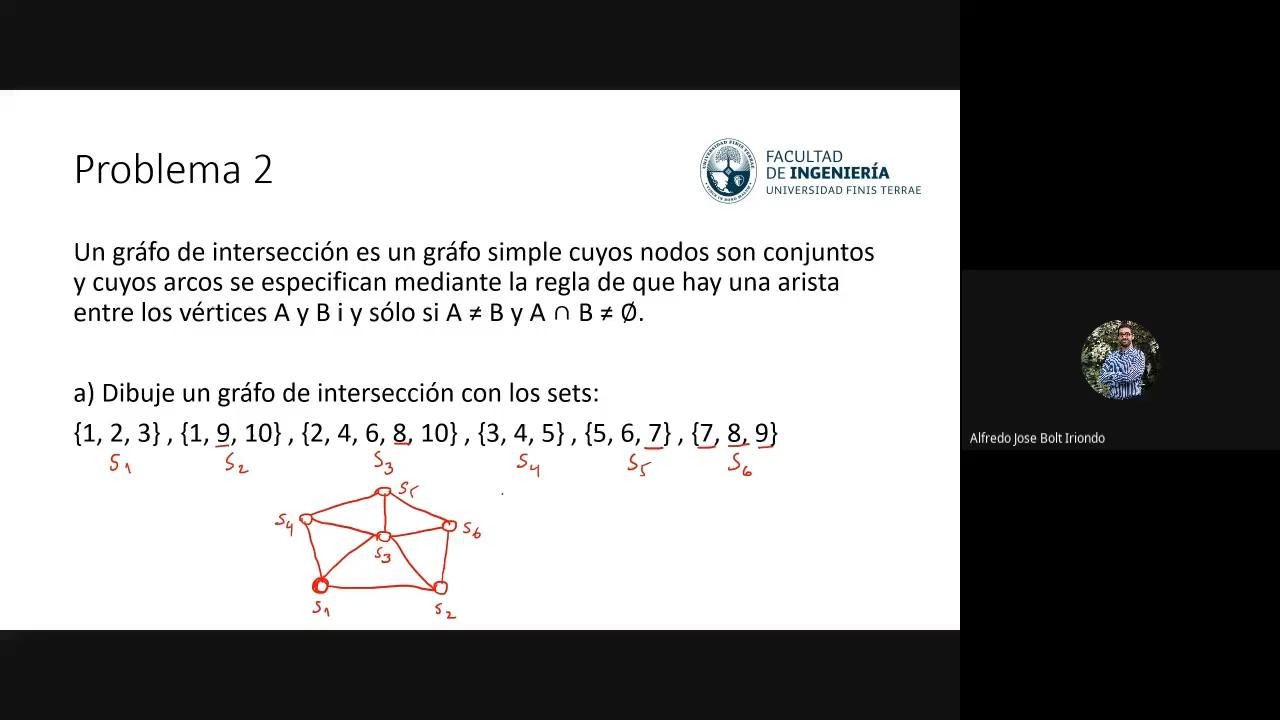 Problema 2
FACULTAD
DE INGENIERÍA
UNIVERSIDAD FINIS TERRAE
Un gráfo de intersección es un gráfo simple cuyos nodos son conjuntos
y cuyos arcos se especifican mediante la regla de que hay una arista
entre los vértices A y B i y sólo si A ≠ B y A ∩ B ≠ Ø.
a) Dibuje un gráfo de intersección con los sets:
{1, 2, 3} , {1, 9, 10} , {2, 4, 6, 8, 10} , {3, 4, 5} , {5, 6, 7} , {7, 8, 9}
S1 S2 S3 S4 S5 S6
S5
S4 S6
S3
S1 S2
Alfredo Jose Bolt Iriondo